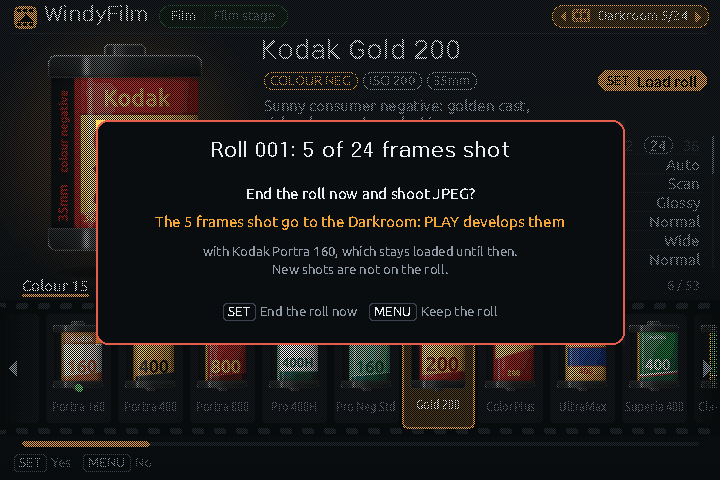 WindyFilm
Film Film stage
Darkroom 5/24
Kodak Gold 200
COLOUR NEG ISO 200 35mm
SET Load roll
Sunny consumer negative: golden cast,
Kodak
35mm colour negative
24 36
Auto
Scan
Glossy
Normal
Wide
Normal
Roll 001: 5 of 24 frames shot
End the roll now and shoot JPEG?
The 5 frames shot go to the Darkroom: PLAY develops them
with Kodak Portra 160, which stays loaded until then.
New shots are not on the roll.
SET End the roll now MENU Keep the roll
Colour 15
6 / 53
400 800 400H 160 200 400
Portra 160 Portra 400 Portra 800 Pro 400H Pro Neg Std Gold 200 ColorPlus UltraMax Superia 400
SET Yes MENU No